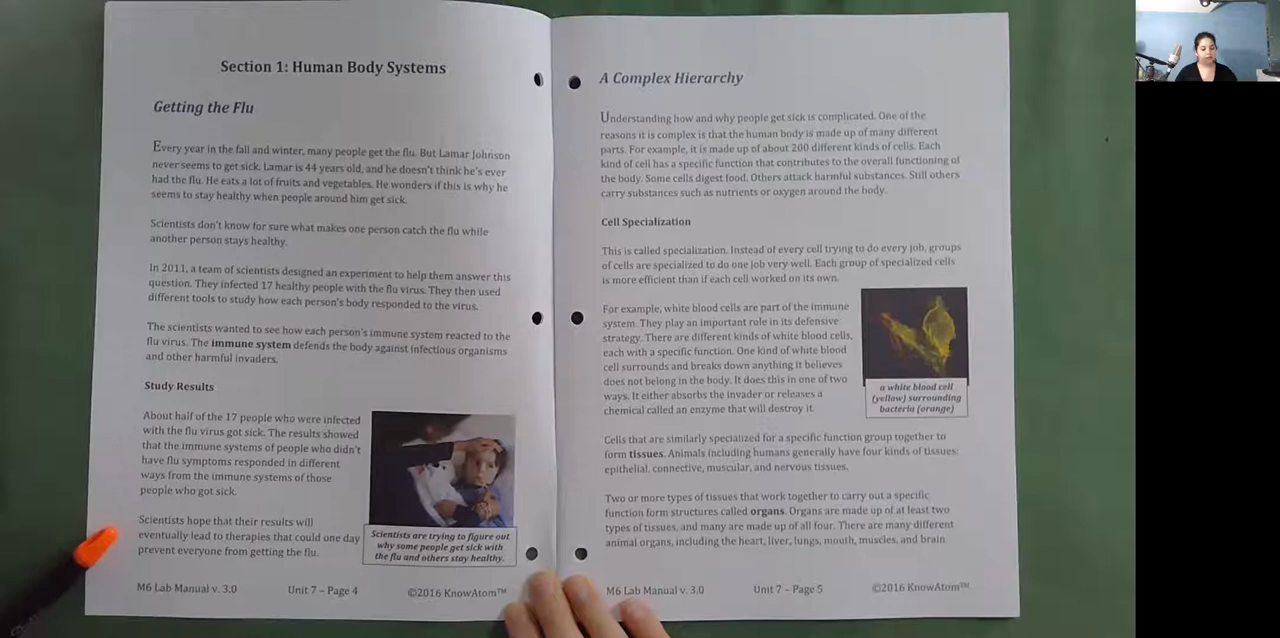 Section 1: Human Body Systems
Getting the Flu
Every year in the fall and winter, many people get the flu. But Lamar Johnson
never seems to get sick. Lamar is 44 years old, and he doesn't think he's ever
had the flu. He eats a lot of fruits and vegetables. He wonders if this is why he
seems to stay healthy when people around him get sick.
Scientists don't know for sure what makes one person catch the flu while
another person stays healthy.
In 2011, a team of scientists designed an experiment to help them answer this
question. They infected 17 healthy people with the flu virus. They then used
different tools to study how each person's body responded to the virus.
The scientists wanted to see how each person's immune system reacted to the
flu virus. The immune system defends the body against infectious organisms
and other harmful invaders.
Study Results
About half of the 17 people who were infected
with the flu virus got sick. The results showed
that the immune systems of people who didn't
have flu symptoms responded in different
ways from the immune systems of those
people who got sick.
Scientists hope that their results will
eventually lead to therapies that could one day
prevent everyone from getting the flu.
Scientists are trying to figure out
why some people get sick with
the flu and others stay healthy.
M6 Lab Manual v. 3.0 Unit 7 – Page 4 ©2016 KnowAtom™
A Complex Hierarchy
Understanding how and why people get sick is complicated. One of the
reasons it is complex is that the human body is made up of many different
parts. For example, it is made up of about 200 different kinds of cells. Each
kind of cell has a specific function that contributes to the overall functioning of
the body. Some cells digest food. Others attack harmful substances. Still others
carry substances such as nutrients or oxygen around the body.
Cell Specialization
This is called specialization. Instead of every cell trying to do every job, groups
of cells are specialized to do one job very well. Each group of specialized cells
is more efficient than if each cell worked on its own.
For example, white blood cells are part of the immune
system. They play an important role in its defensive
strategy. There are different kinds of white blood cells,
each with a specific function. One kind of white blood
cell surrounds and breaks down anything it believes
does not belong in the body. It does this in one of two
ways. It either absorbs the invader or releases a
chemical called an enzyme that will destroy it.
a white blood cell
(yellow) surrounding
bacteria (orange)
Cells that are similarly specialized for a specific function group together to
form tissues. Animals including humans generally have four kinds of tissues:
epithelial, connective, muscular, and nervous tissues.
Two or more types of tissues that work together to carry out a specific
function form structures called organs. Organs are made up of at least two
types of tissues, and many are made up of all four. There are many different
animal organs, including the heart, liver, lungs, mouth, muscles, and brain.
M6 Lab Manual v. 3.0 Unit 7 – Page 5 ©2016 KnowAtom™